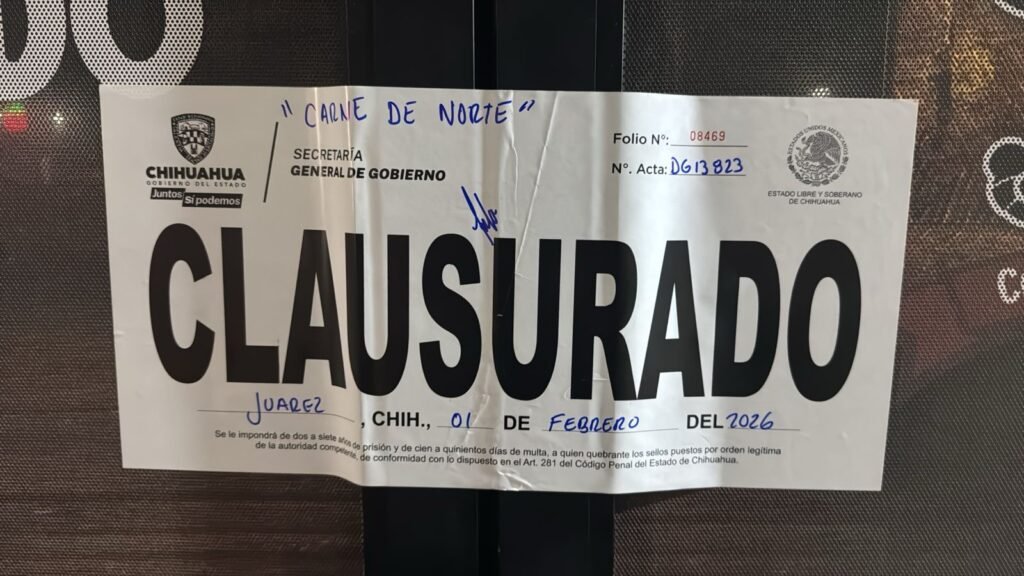 DO
"CARNE DE NORTE"
CHIHUAHUA
GOBIERNO DEL ESTADO
Juntos Sí podemos
SECRETARÍA
GENERAL DE GOBIERNO
Folio N°: 08469
N°. Acta: DG13823
ESTADOS UNIDOS MEXICANOS
ESTADO LIBRE Y SOBERANO
DE CHIHUAHUA
CLAUSURADO
JUAREZ, CHIH., 01 DE FEBRERO DEL 2026
Se le impondrá de dos a siete años de prisión y de cien a quinientos días de multa, a quien quebrante los sellos puestos por orden legítima
de la autoridad competente, de conformidad con lo dispuesto en el Art. 281 del Código Penal del Estado de Chihuahua.